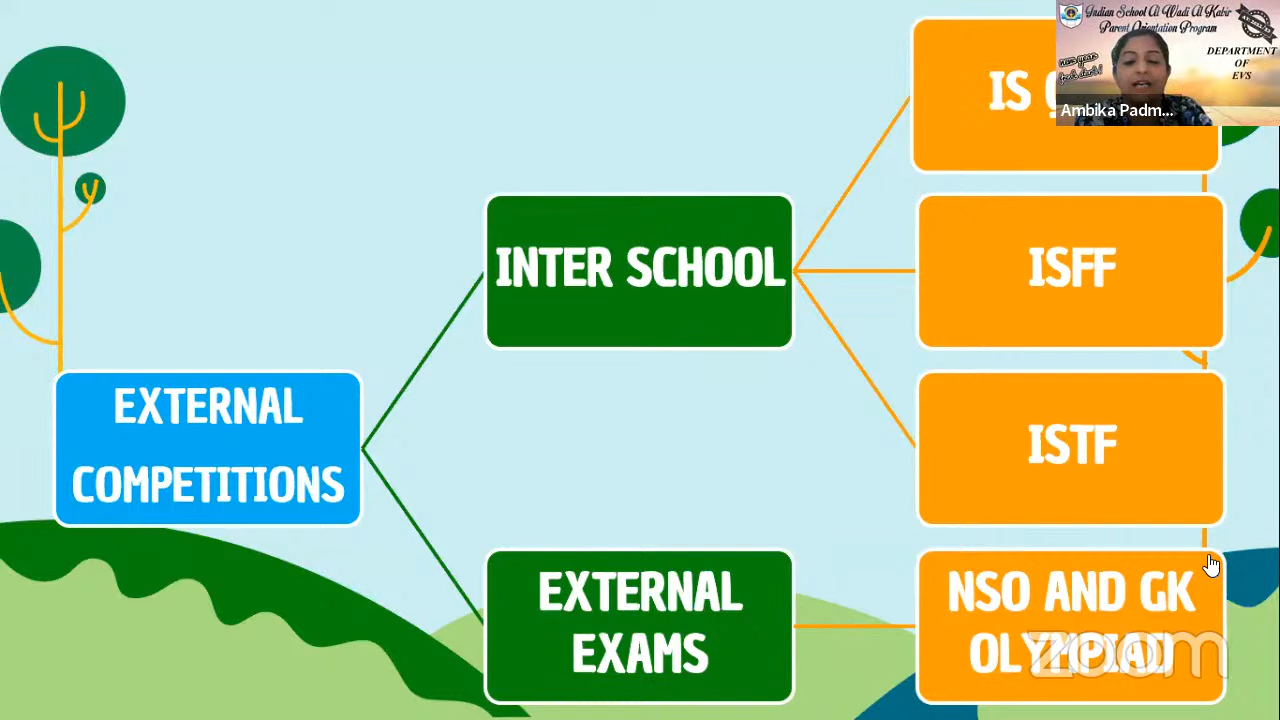 Indian School Al Wadi Al Kabir
Parent Orientation Program
DEPARTMENT
OF
EVS
Ambika Padm...
IS
INTER SCHOOL
ISFF
EXTERNAL
COMPETITIONS
ISTF
EXTERNAL
EXAMS
NSO AND GK
OLYMPIAD
zoom